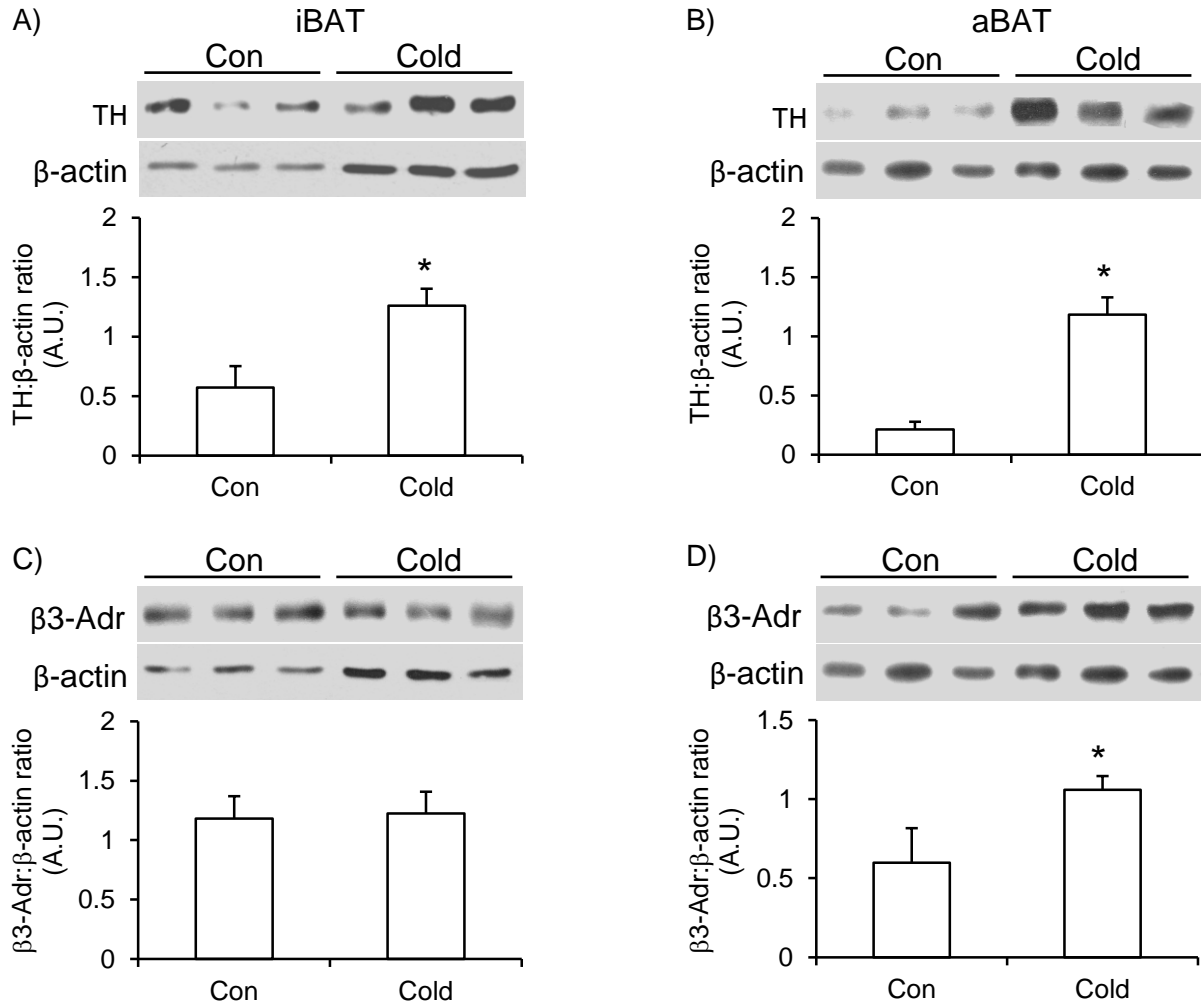 A)
iBAT
Con Cold
TH
β-actin
TH:β-actin ratio
(A.U.)
2
1.5
1
0.5
0
*
Con Cold
B)
aBAT
Con Cold
TH
β-actin
TH:β-actin ratio
(A.U.)
2
1.5
1
0.5
0
*
Con Cold
C)
Con Cold
β3-Adr
β-actin
β3-Adr:β-actin ratio
(A.U.)
2
1.5
1
0.5
0
Con Cold
D)
Con Cold
β3-Adr
β-actin
β3-Adr:β-actin ratio
(A.U.)
1.5
1
0.5
0
*
Con Cold